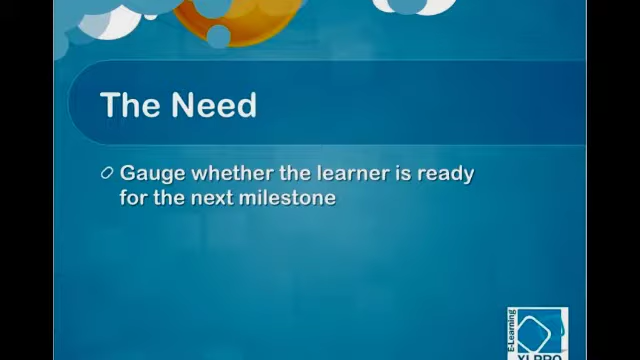 The Need
Gauge whether the learner is ready
for the next milestone
E-Learning